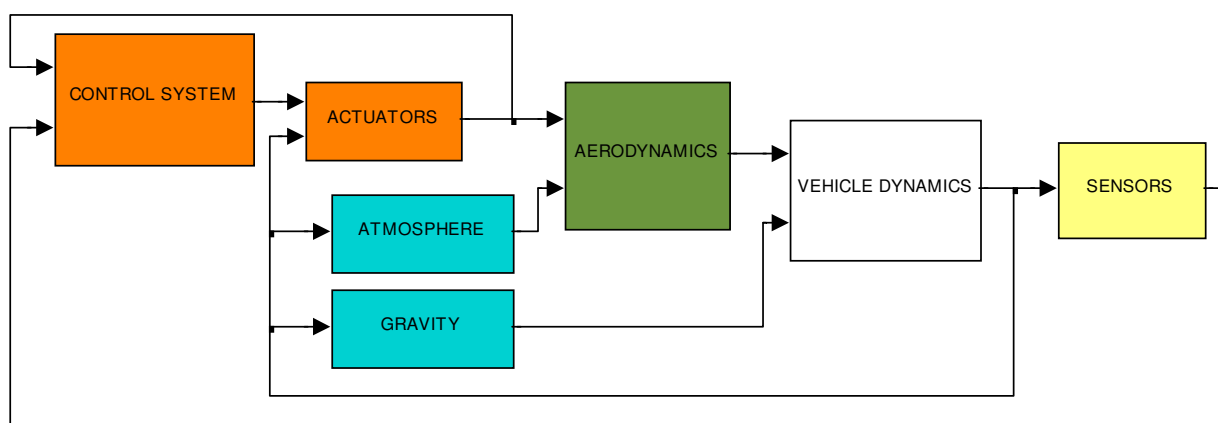 CONTROL SYSTEM
ACTUATORS
AERODYNAMICS
VEHICLE DYNAMICS
SENSORS
ATMOSPHERE
GRAVITY